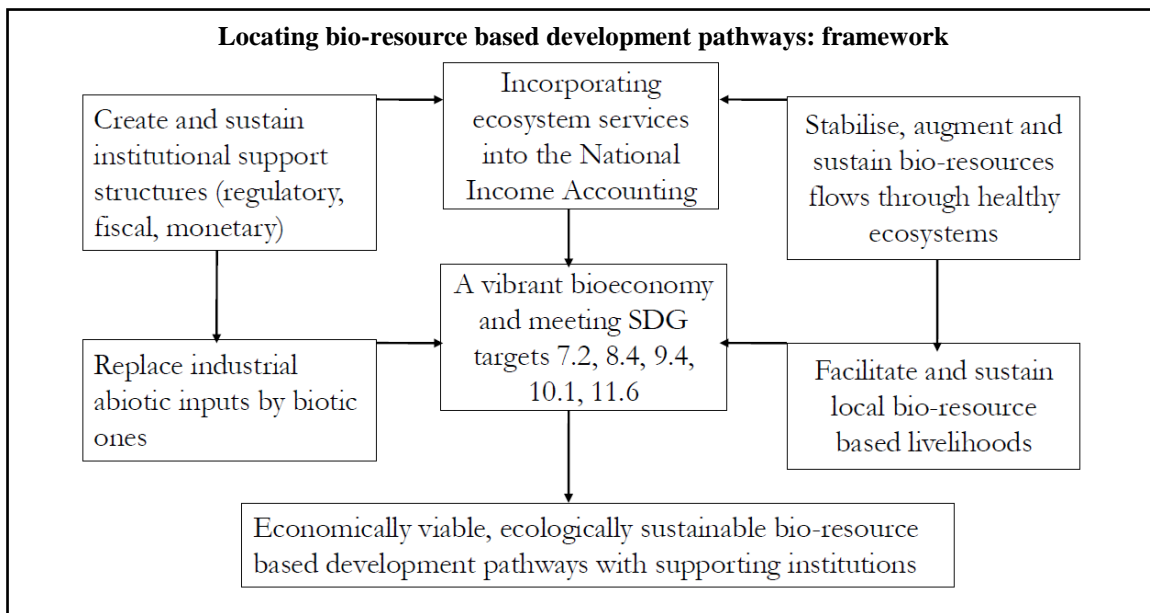 Locating bio-resource based development pathways: framework
Create and sustain
institutional support
structures (regulatory,
fiscal, monetary)
Incorporating
ecosystem services
into the National
Income Accounting
Stabilise, augment and
sustain bio-resources
flows through healthy
ecosystems
Replace industrial
abiotic inputs by biotic
ones
A vibrant bioeconomy
and meeting SDG
targets 7.2, 8.4, 9.4,
10.1, 11.6
Facilitate and sustain
local bio-resource
based livelihoods
Economically viable, ecologically sustainable bio-resource
based development pathways with supporting institutions